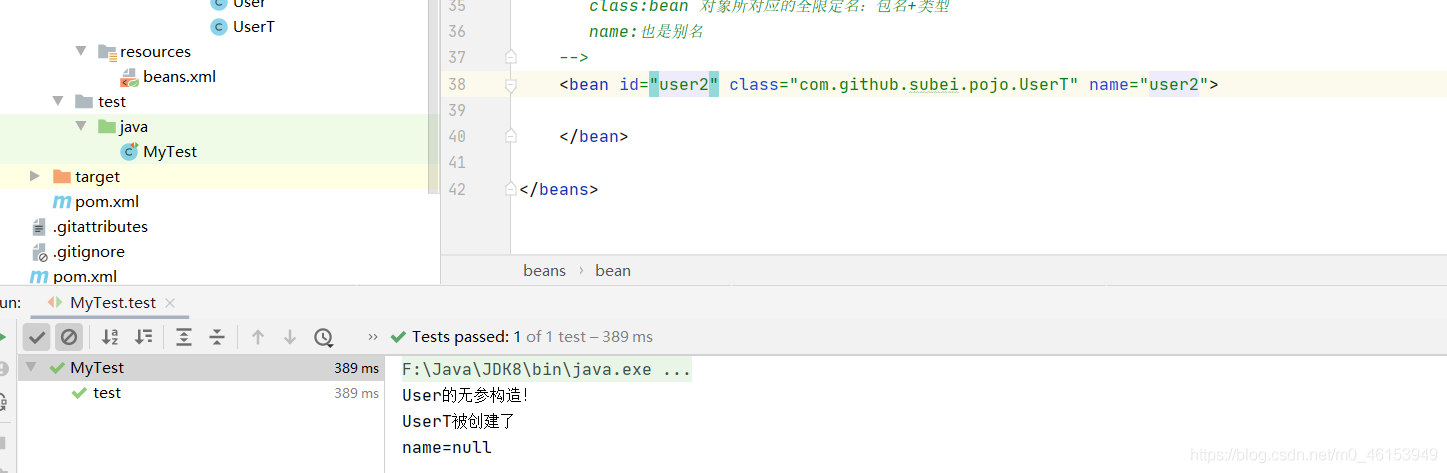 User
UserT
resources
beans.xml
test
java
MyTest
target
pom.xml
.gitattributes
.gitignore
pom.xml
35 class:bean 对象所对应的全限定名：包名+类型
36 name:也是别名
37 -->
38 <bean id="user2" class="com.github.subei.pojo.UserT" name="user2">
39
40 </bean>
41
42 </beans>
beans › bean
un: MyTest.test
Tests passed: 1 of 1 test – 389 ms
MyTest 389 ms
test 389 ms
F:\Java\JDK8\bin\java.exe ...
User的无参构造！
UserT被创建了
name=null
https://blog.csdn.net/m0_46153949